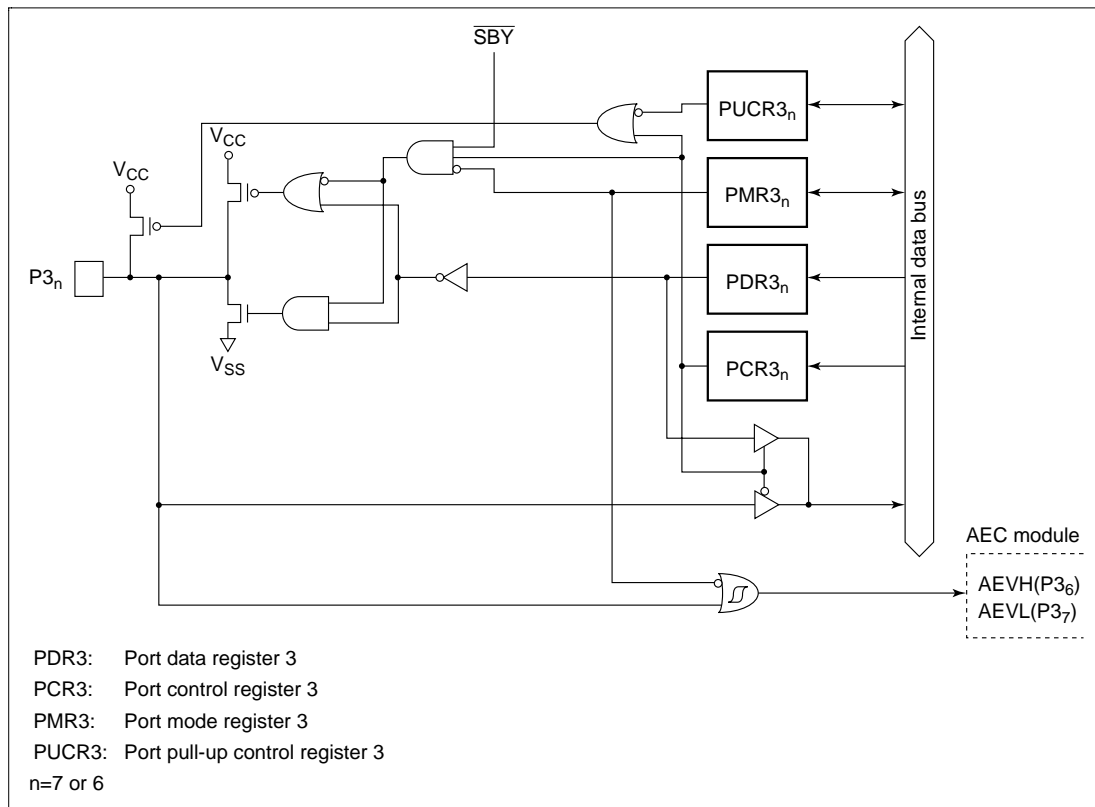 S̅B̅Y̅
PUCR3n
VCC
VCC
PMR3n
Internal data bus
P3n
PDR3n
VSS
PCR3n
AEC module
AEVH(P36)
AEVL(P37)
PDR3: Port data register 3
PCR3: Port control register 3
PMR3: Port mode register 3
PUCR3: Port pull-up control register 3
n=7 or 6